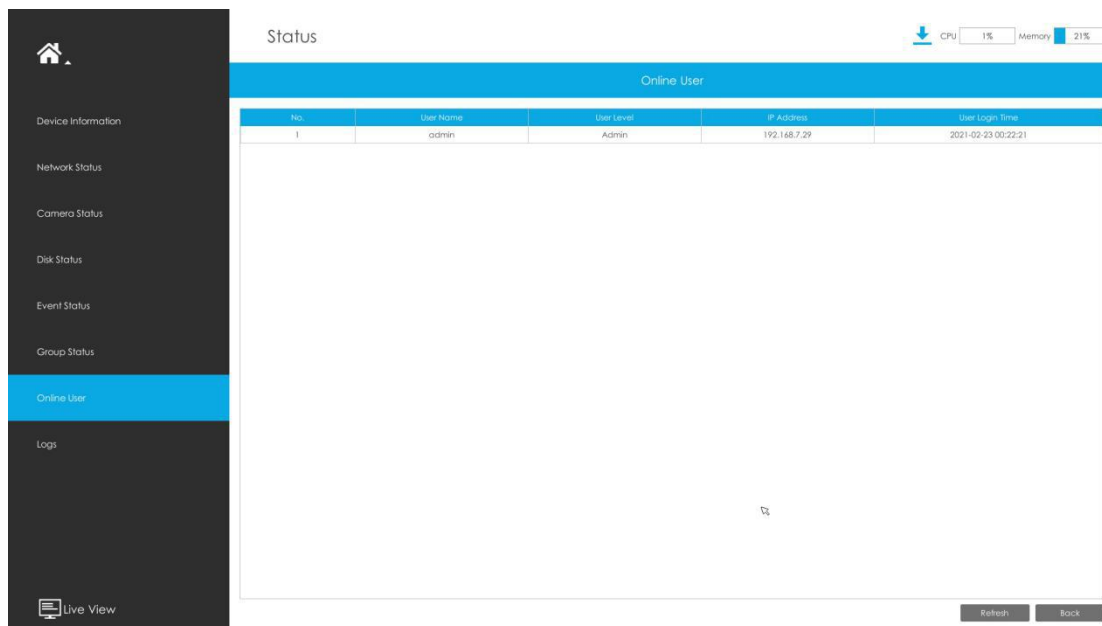 Status
CPU 1% Memory 21%
Online User
Device Information
Network Status
Camera Status
Disk Status
Event Status
Group Status
Online User
Logs
Live View
No. User Name User Level IP Address User Login Time
1 admin Admin 192.168.7.29 2021-02-23 00:22:21
Refresh Back